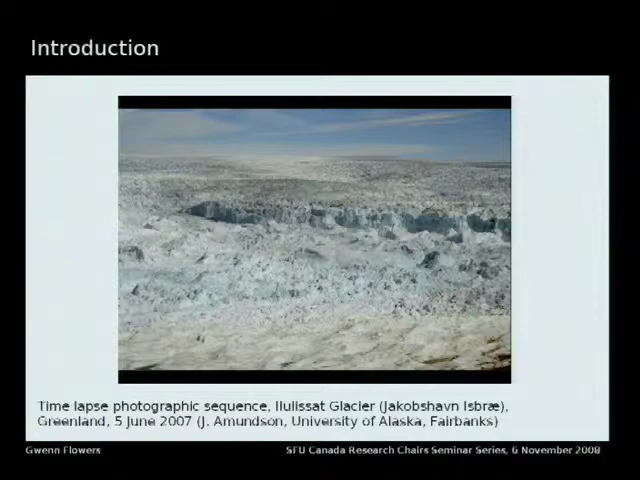 Introduction
Time lapse photographic sequence, Ilulissat Glacier (Jakobshavn Isbræ),
Greenland, 5 June 2007 (J. Amundson, University of Alaska, Fairbanks)
Gwenn Flowers
SFU Canada Research Chairs Seminar Series, 6 November 2008